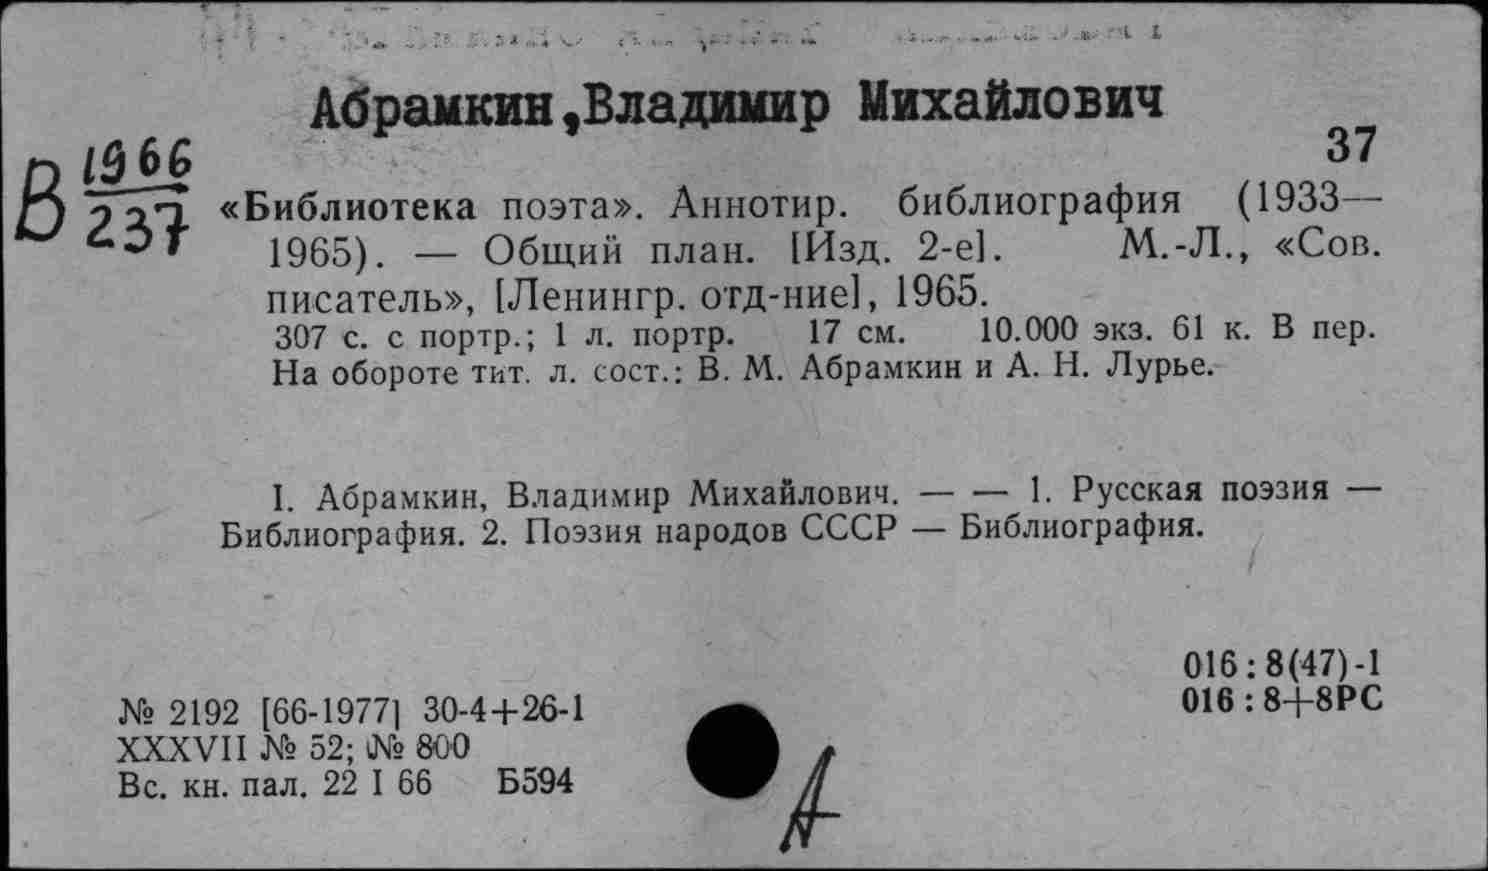 Абрамкин,Владимир Михайлович
37
В 1966
237
«Библиотека поэта». Аннотир. библиография (1933—
1965). — Общий план. [Изд. 2-е]. М.-Л., «Сов.
писатель», [Ленингр. отд-ние], 1965.
307 с. с портр.; 1 л. портр. 17 см. 10.000 экз. 61 к. В пер.
На обороте тит. л. сост.: В. М. Абрамкин и А. Н. Лурье.
I. Абрамкин, Владимир Михайлович. — — 1. Русская поэзия —
Библиография. 2. Поэзия народов СССР — Библиография.
016 : 8(47)-1
016 : 8+8РС
№ 2192 [66-1977] 30-4+26-1
XXXVII № 52; № 800
Вс. кн. пал. 22 I 66 Б594